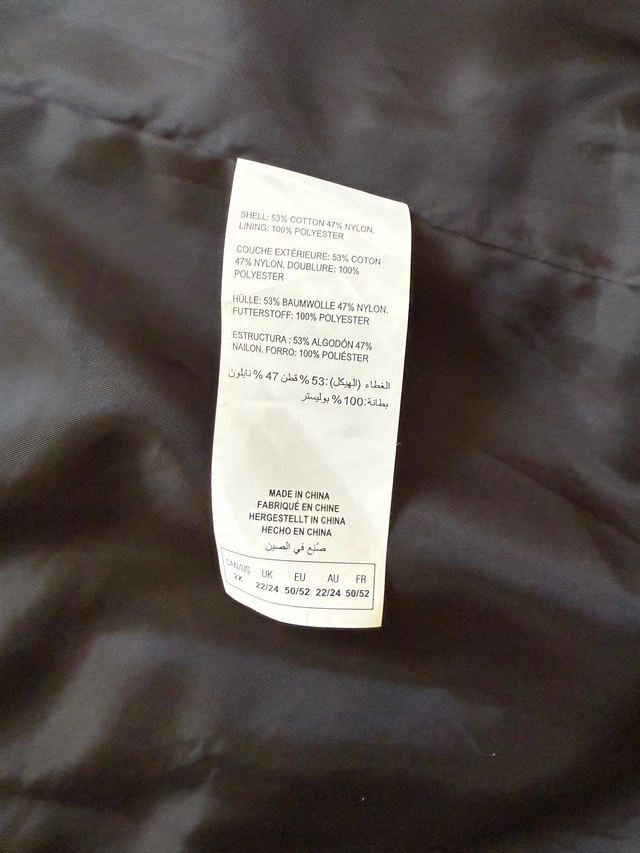 SHELL: 53% COTTON 47% NYLON.
LINING: 100% POLYESTER
COUCHE EXTÉRIEURE: 53% COTON
47% NYLON. DOUBLURE: 100%
POLYESTER
HÜLLE: 53% BAUMWOLLE 47% NYLON.
FUTTERSTOFF: 100% POLYESTER
ESTRUCTURA : 53% ALGODÓN 47%
NAILON. FORRO: 100% POLIÉSTER
الغطاء (الهيكل): 53 % قطن 47 % نايلون
بطانة: 100 % بوليستر
MADE IN CHINA
FABRIQUÉ EN CHINE
HERGESTELLT IN CHINA
HECHO EN CHINA
صُنِع في الصين
CAN/US UK EU AU FR
2X 22/24 50/52 22/24 50/52